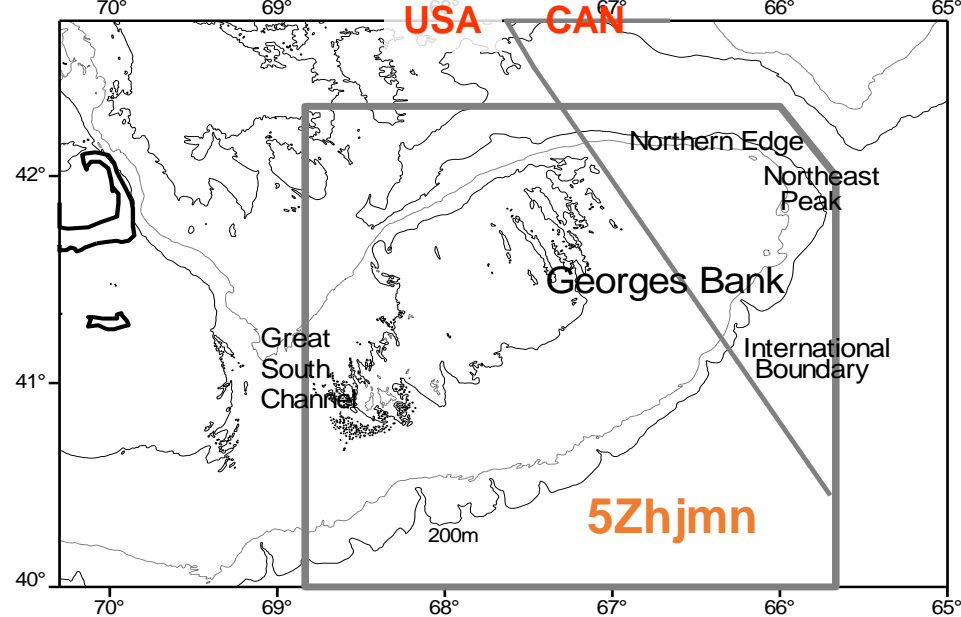 70° 69° 68° 67° 66° 65°
USA CAN
Northern Edge
42°
Northeast
Peak
Georges Bank
Great
South
Channel
International
Boundary
41°
5Zhjmn
200m
40°
70° 69° 68° 67° 66° 65°